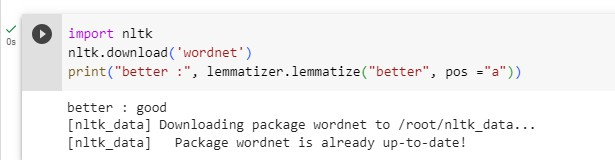 0s
import nltk
nltk.download('wordnet')
print("better :", lemmatizer.lemmatize("better", pos ="a"))
better : good
[nltk_data] Downloading package wordnet to /root/nltk_data...
[nltk_data]   Package wordnet is already up-to-date!